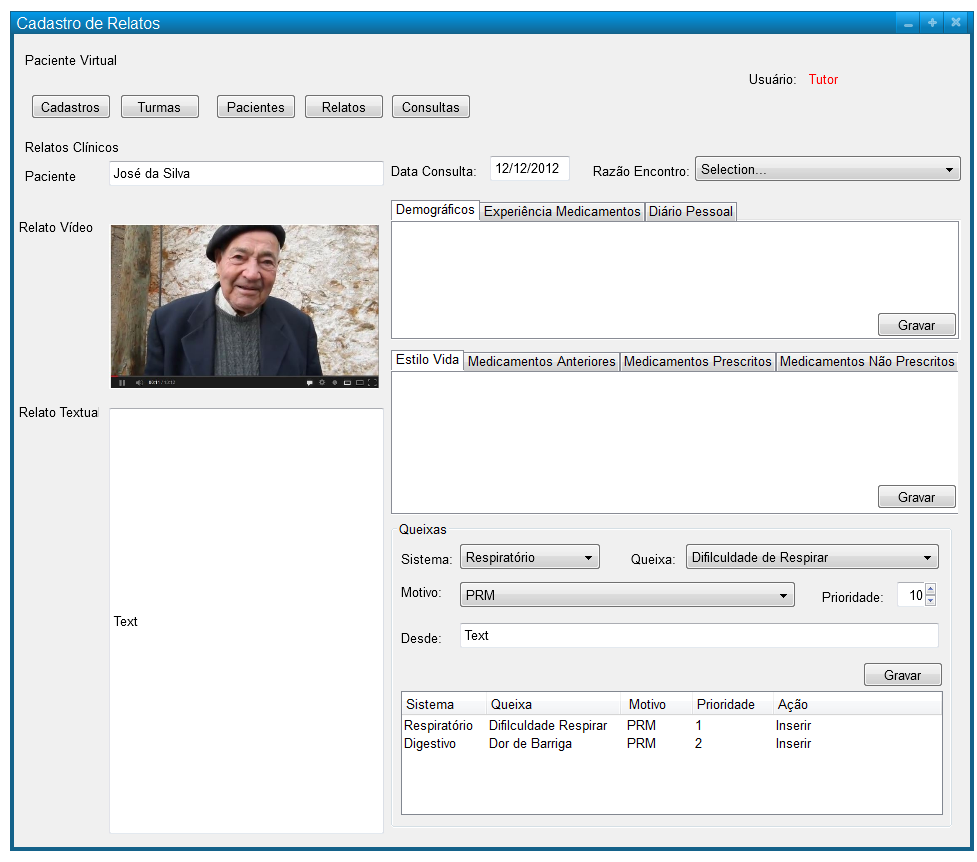 Cadastro de Relatos
Paciente Virtual
Usuário: Tutor
Cadastros Turmas Pacientes Relatos Consultas
Relatos Clínicos
Paciente José da Silva Data Consulta: 12/12/2012 Razão Encontro: Selection...
Demográficos Experiência Medicamentos Diário Pessoal
Relato Vídeo
Gravar
Estilo Vida Medicamentos Anteriores Medicamentos Prescritos Medicamentos Não Prescritos
Relato Textual
Text
Gravar
Queixas
Sistema: Respiratório Queixa: Difilculdade de Respirar
Motivo: PRM Prioridade: 10
Desde: Text
Gravar
Sistema Queixa Motivo Prioridade Ação
Respiratório Difilculdade Respirar PRM 1 Inserir
Digestivo Dor de Barriga PRM 2 Inserir